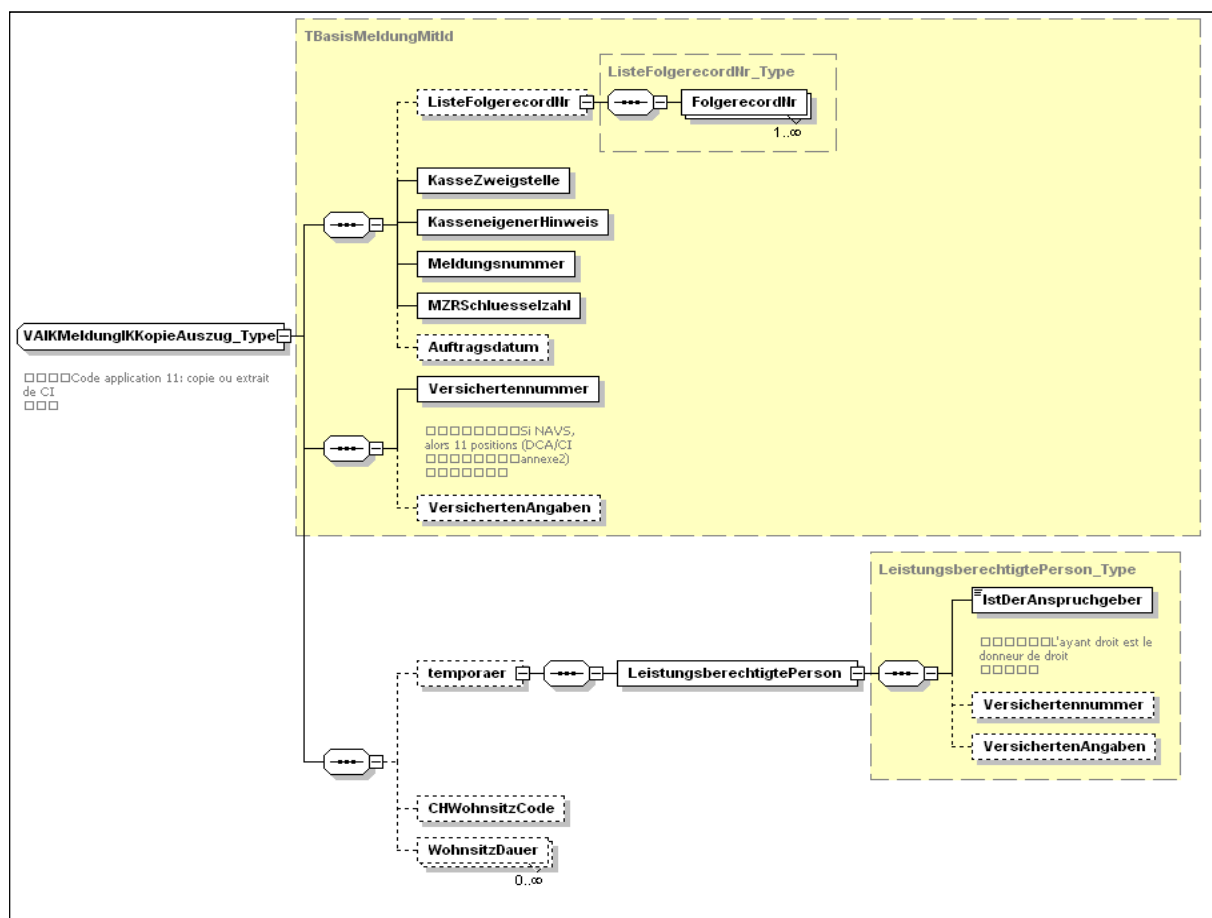 TBasisMeldungMitId
ListeFolgerecordNr_Type
ListeFolgerecordNr
FolgerecordNr
1..∞
KasseZweigstelle
KasseneigenerHinweis
Meldungsnummer
MZRSchluesselzahl
VAIKMeldungIKKopieAuszug_Type
Auftragsdatum
□□□□Code application 11: copie ou extrait
de CI
□□□
Versichertennummer
□□□□□□□□Si NAVS,
alors 11 positions (DCA/CI
□□□□□□□□annexe2)
□□□□□□□
VersichertenAngaben
LeistungsberechtigtePerson_Type
IstDerAnspruchgeber
□□□□□□L'ayant droit est le
donneur de droit
□□□□□
temporaer
LeistungsberechtigtePerson
Versichertennummer
VersichertenAngaben
CHWohnsitzCode
WohnsitzDauer
0..∞